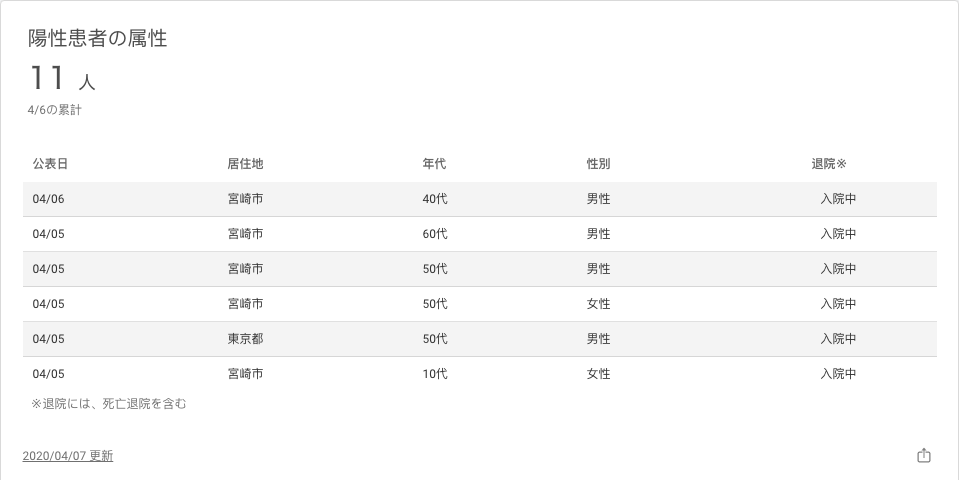 陽性患者の属性
11 人
4/6の累計
公表日 居住地 年代 性別 退院※
04/06 宮崎市 40代 男性 入院中
04/05 宮崎市 60代 男性 入院中
04/05 宮崎市 50代 男性 入院中
04/05 宮崎市 50代 女性 入院中
04/05 東京都 50代 男性 入院中
04/05 宮崎市 10代 女性 入院中
※退院には、死亡退院を含む
2020/04/07 更新